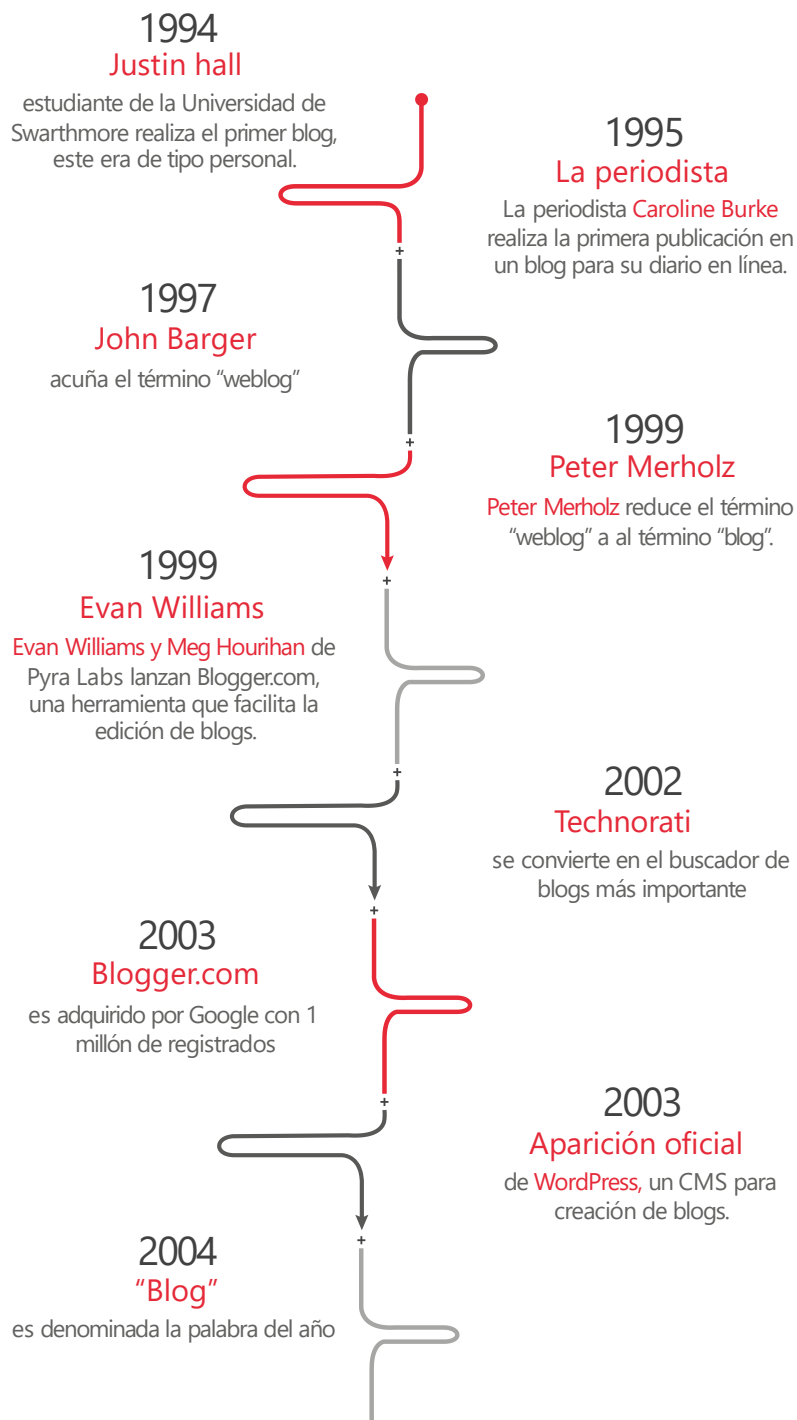 1994
Justin hall
estudiante de la Universidad de
Swarthmore realiza el primer blog,
este era de tipo personal.
1995
La periodista
La periodista Caroline Burke
realiza la primera publicación en
un blog para su diario en línea.
1997
John Barger
acuña el término “weblog”
1999
Peter Merholz
Peter Merholz reduce el término
“weblog” a al término “blog”.
1999
Evan Williams
Evan Williams y Meg Hourihan de
Pyra Labs lanzan Blogger.com,
una herramienta que facilita la
edición de blogs.
2002
Technorati
se convierte en el buscador de
blogs más importante
2003
Blogger.com
es adquirido por Google con 1
millón de registrados
2003
Aparición oficial
de WordPress, un CMS para
creación de blogs.
2004
“Blog”
es denominada la palabra del año